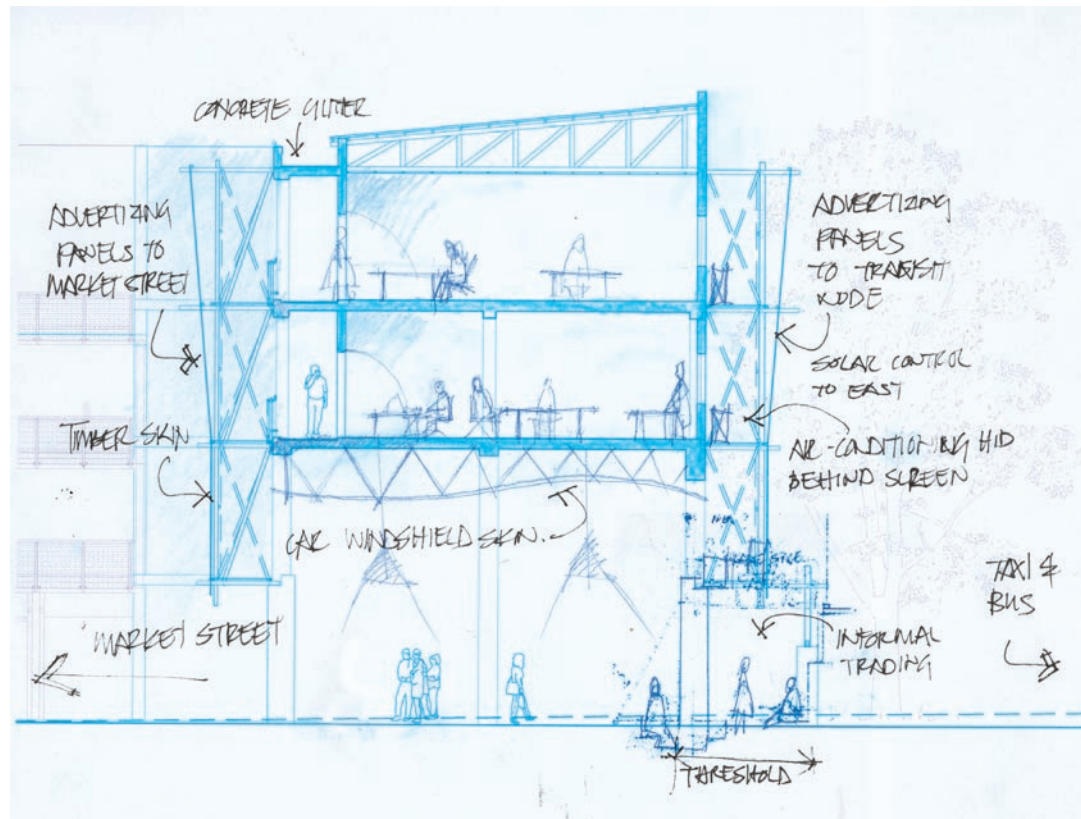 CONCRETE GUTTER
ADVERTIZING
PANELS TO
MARKET STREET
ADVERTIZING
PANELS
TO TRANSIT
NODE
SOLAR CONTROL
TO EAST
TIMBER SKIN
AIR-CONDITIONING HID
BEHIND SCREEN
CAR WINDSHIELD SKIN.
MARKET STREET
INFORMAL
TRADING
TAXI &
BUS
THRESHOLD